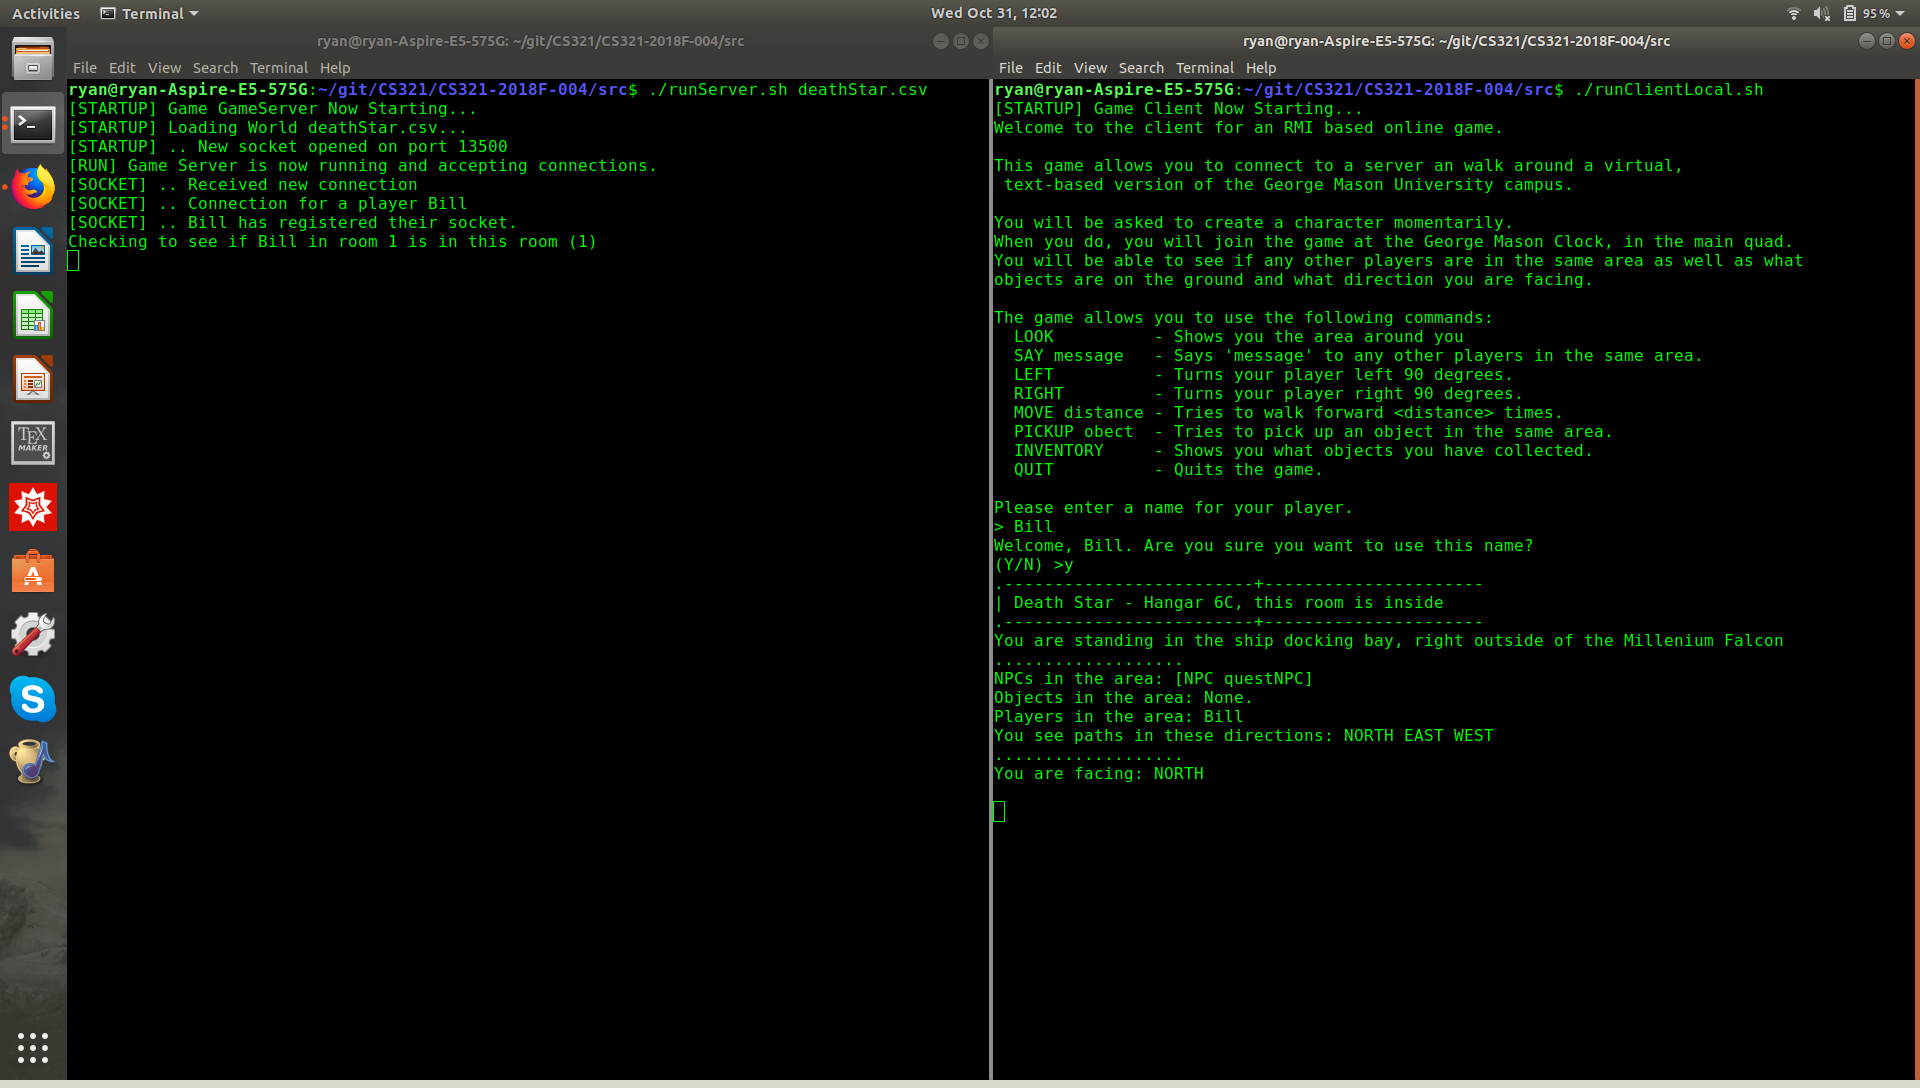 Activities Terminal Wed Oct 31, 12:02 95%
ryan@ryan-Aspire-E5-575G: ~/git/CS321/CS321-2018F-004/src
File Edit View Search Terminal Help
ryan@ryan-Aspire-E5-575G:~/git/CS321/CS321-2018F-004/src$ ./runServer.sh deathStar.csv
[STARTUP] Game GameServer Now Starting...
[STARTUP] Loading World deathStar.csv...
[STARTUP] .. New socket opened on port 13500
[RUN] Game Server is now running and accepting connections.
[SOCKET] .. Received new connection
[SOCKET] .. Connection for a player Bill
[SOCKET] .. Bill has registered their socket.
Checking to see if Bill in room 1 is in this room (1)
ryan@ryan-Aspire-E5-575G: ~/git/CS321/CS321-2018F-004/src
File Edit View Search Terminal Help
ryan@ryan-Aspire-E5-575G:~/git/CS321/CS321-2018F-004/src$ ./runClientLocal.sh
[STARTUP] Game Client Now Starting...
Welcome to the client for an RMI based online game.
This game allows you to connect to a server an walk around a virtual,
text-based version of the George Mason University campus.
You will be asked to create a character momentarily.
When you do, you will join the game at the George Mason Clock, in the main quad.
You will be able to see if any other players are in the same area as well as what
objects are on the ground and what direction you are facing.
The game allows you to use the following commands:
LOOK - Shows you the area around you
SAY message - Says 'message' to any other players in the same area.
LEFT - Turns your player left 90 degrees.
RIGHT - Turns your player right 90 degrees.
MOVE distance - Tries to walk forward <distance> times.
PICKUP obect - Tries to pick up an object in the same area.
INVENTORY - Shows you what objects you have collected.
QUIT - Quits the game.
Please enter a name for your player.
> Bill
Welcome, Bill. Are you sure you want to use this name?
(Y/N) >y
.-------------------------+----------------------
| Death Star - Hangar 6C, this room is inside
.-------------------------+----------------------
You are standing in the ship docking bay, right outside of the Millenium Falcon
...................
NPCs in the area: [NPC questNPC]
Objects in the area: None.
Players in the area: Bill
You see paths in these directions: NORTH EAST WEST
...................
You are facing: NORTH
TEX
MAKER